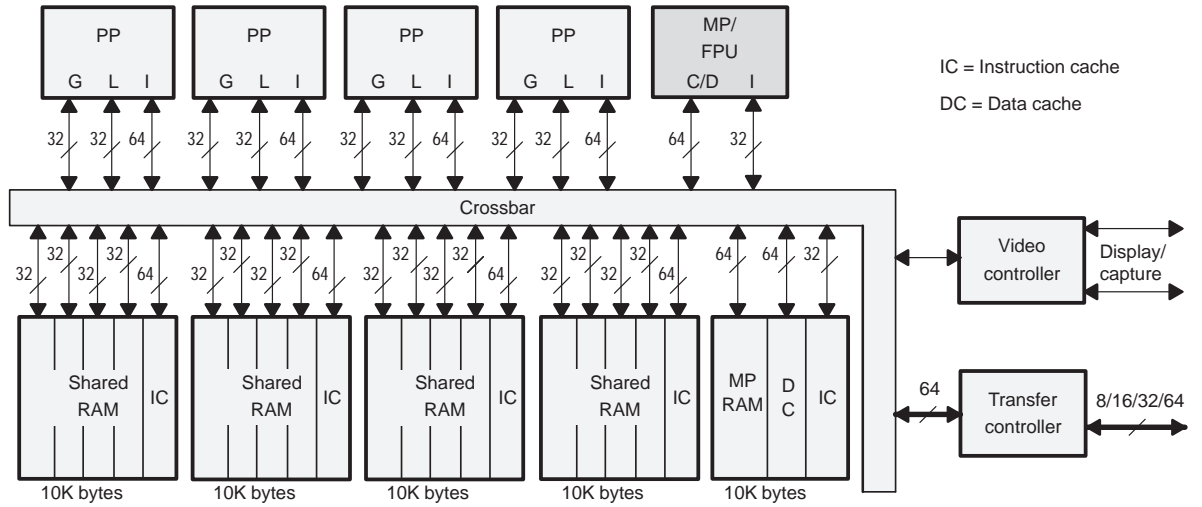 PP PP PP PP MP/
FPU
G L I G L I G L I G L I C/D I
IC = Instruction cache
DC = Data cache
32 32 64 32 32 64 32 32 64 32 32 64 64 32
Crossbar
32 32 32 32 64 32 32 32 32 64 32 32 32 32 64 32 32 32 32 64 64 64 32
Video
controller
Display/
capture
Shared
RAM
IC
Shared
RAM
IC
Shared
RAM
IC
Shared
RAM
IC
MP
RAM
D
C
IC
64
Transfer
controller
8/16/32/64
10K bytes 10K bytes 10K bytes 10K bytes 10K bytes